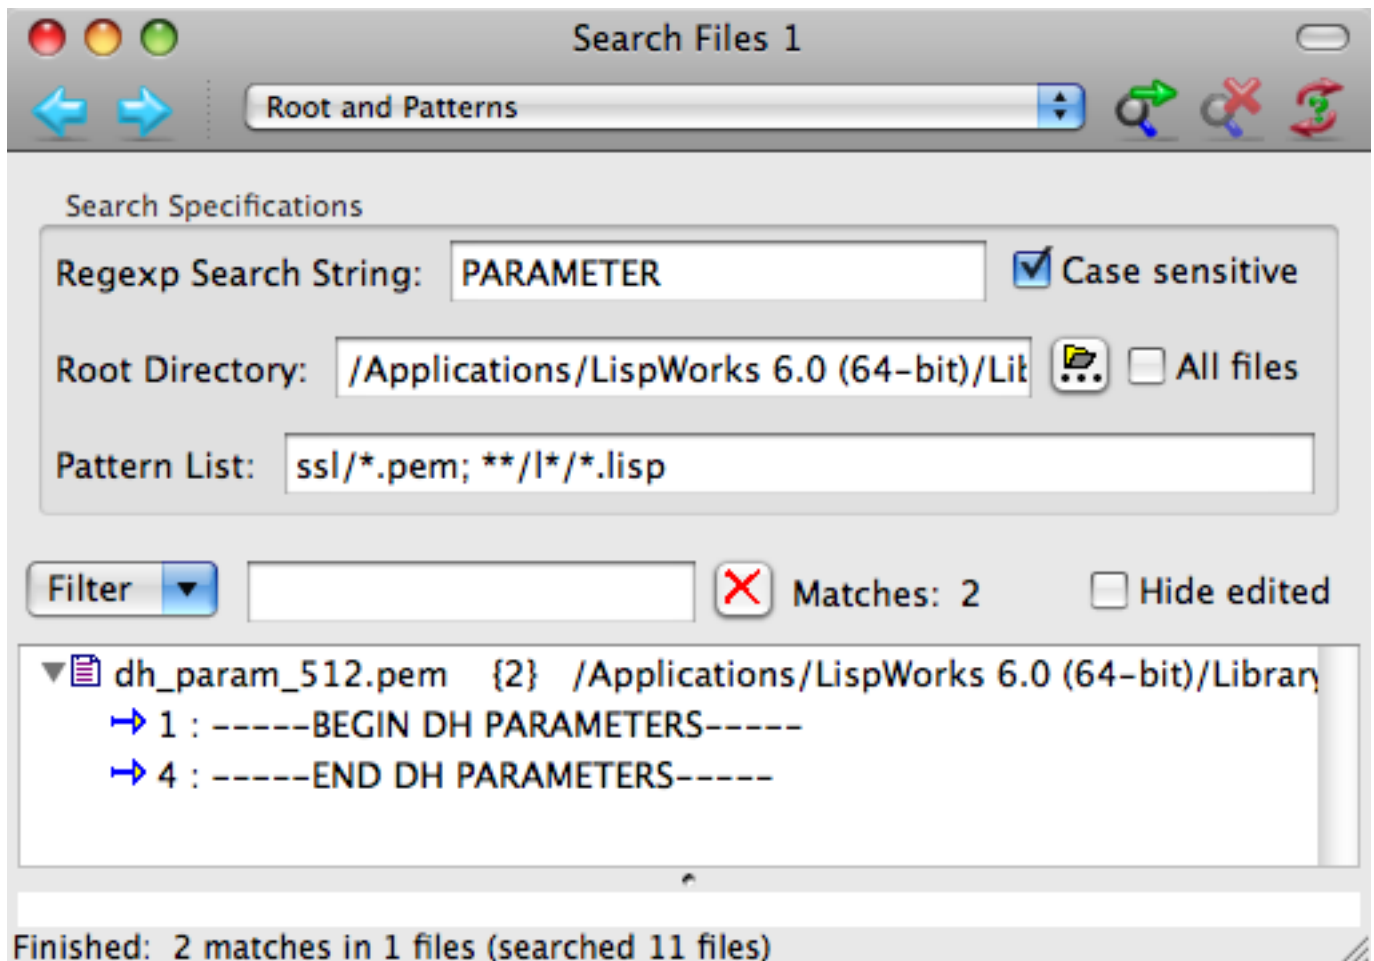 Search Files 1
Root and Patterns
Search Specifications
Regexp Search String: PARAMETER Case sensitive
Root Directory: /Applications/LispWorks 6.0 (64-bit)/Lib All files
Pattern List: ssl/*.pem; **/l*/*.lisp
Filter Matches: 2 Hide edited
dh_param_512.pem {2} /Applications/LispWorks 6.0 (64-bit)/Library
1 : -----BEGIN DH PARAMETERS-----
4 : -----END DH PARAMETERS-----
Finished: 2 matches in 1 files (searched 11 files)